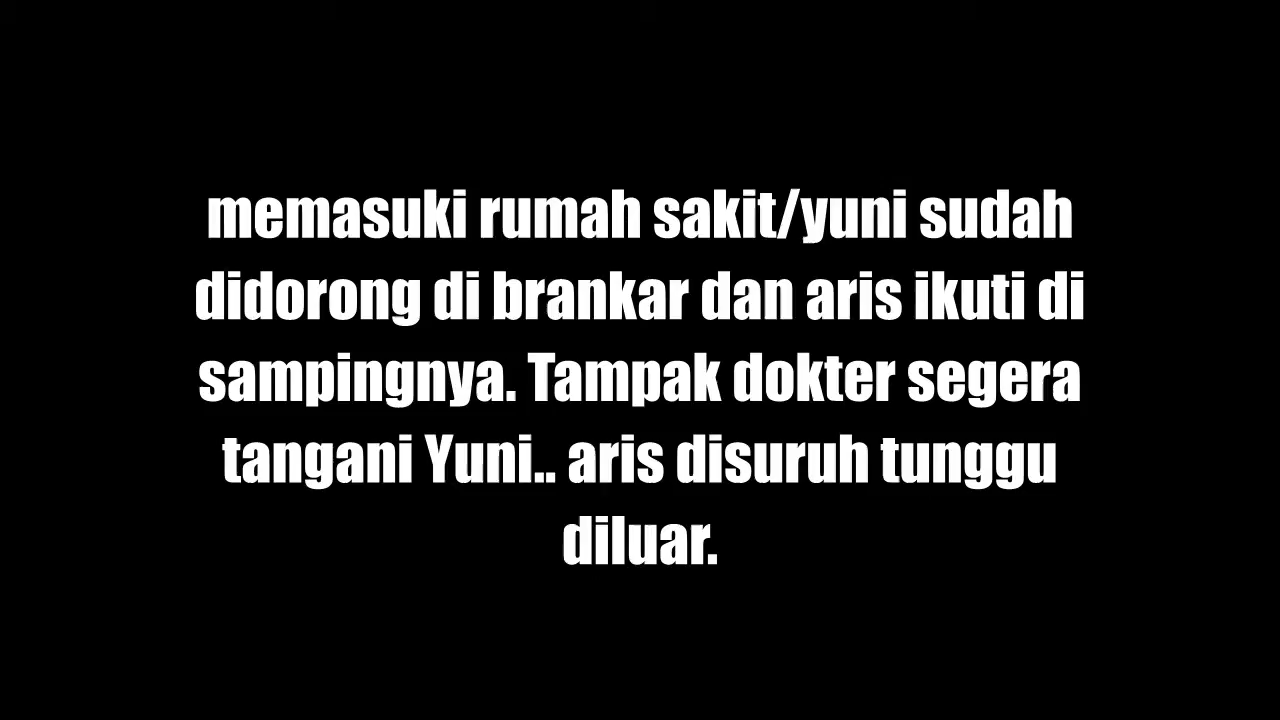 memasuki rumah sakit/yuni sudah
didorong di brankar dan aris ikuti di
sampingnya. Tampak dokter segera
tangani Yuni.. aris disuruh tunggu
diluar.